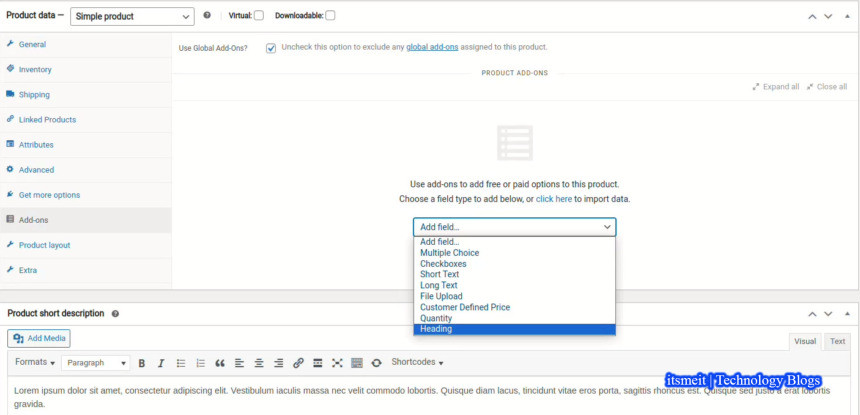 Product data — Simple product Virtual: Downloadable:
General
Inventory
Shipping
Linked Products
Attributes
Advanced
Get more options
Add-ons
Product layout
Extra
Use Global Add-Ons? Uncheck this option to exclude any global add-ons assigned to this product.
PRODUCT ADD-ONS
Expand all Close all
Use add-ons to add free or paid options to this product.
Choose a field type to add below, or click here to import data.
Add field...
Add field...
Multiple Choice
Checkboxes
Short Text
Long Text
File Upload
Customer Defined Price
Quantity
Heading
Product short description
Add Media
Visual Text
Formats Paragraph B I Shortcodes
itsmeit | Technology Blogs
Lorem ipsum dolor sit amet, consectetur adipiscing elit. Vestibulum iaculis massa nec velit commodo lobortis. Quisque diam lacus, tincidunt vitae eros porta, sagittis rhoncus est. Quisque sed justo a erat lobortis
gravida.